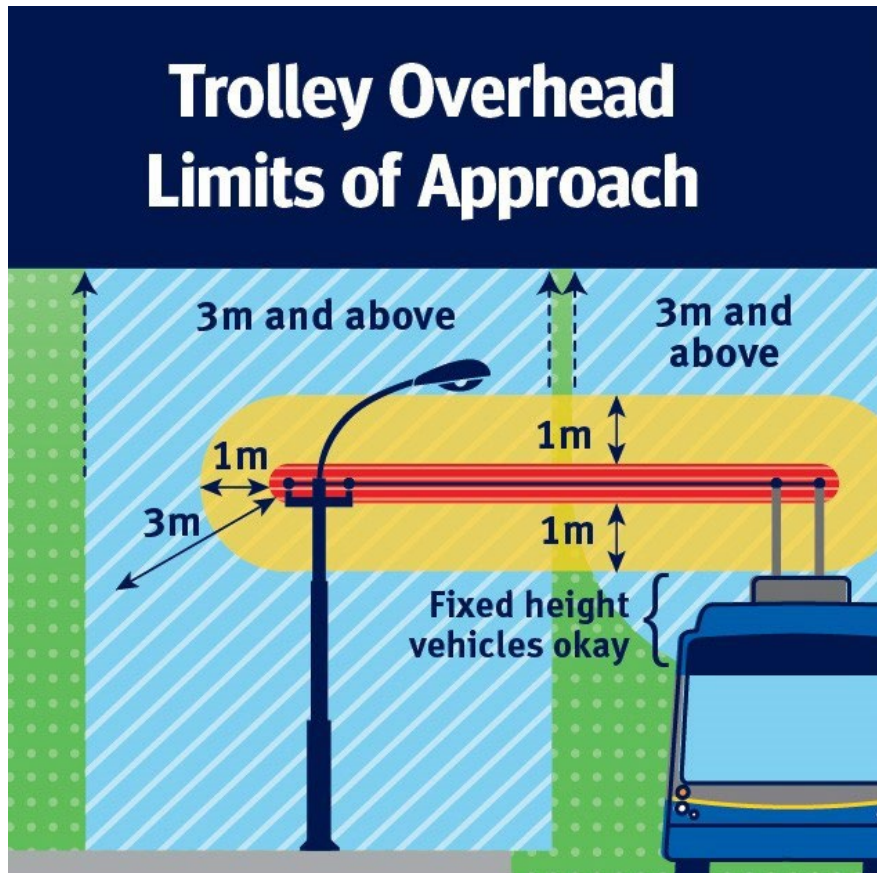 Trolley Overhead
Limits of Approach
3m and above
3m and
above
1m
1m
3m
1m
Fixed height
vehicles okay